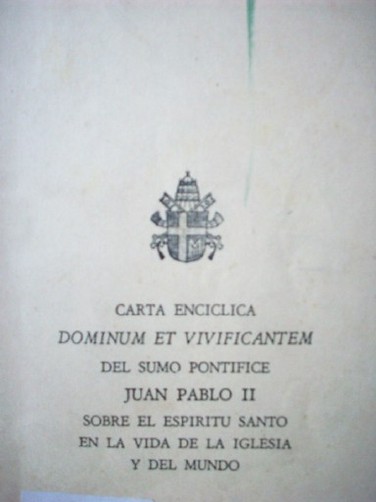 CARTA ENCICLICA
DOMINUM ET VIVIFICANTEM
DEL SUMO PONTIFICE
JUAN PABLO II
SOBRE EL ESPIRITU SANTO
EN LA VIDA DE LA IGLESIA
Y DEL MUNDO